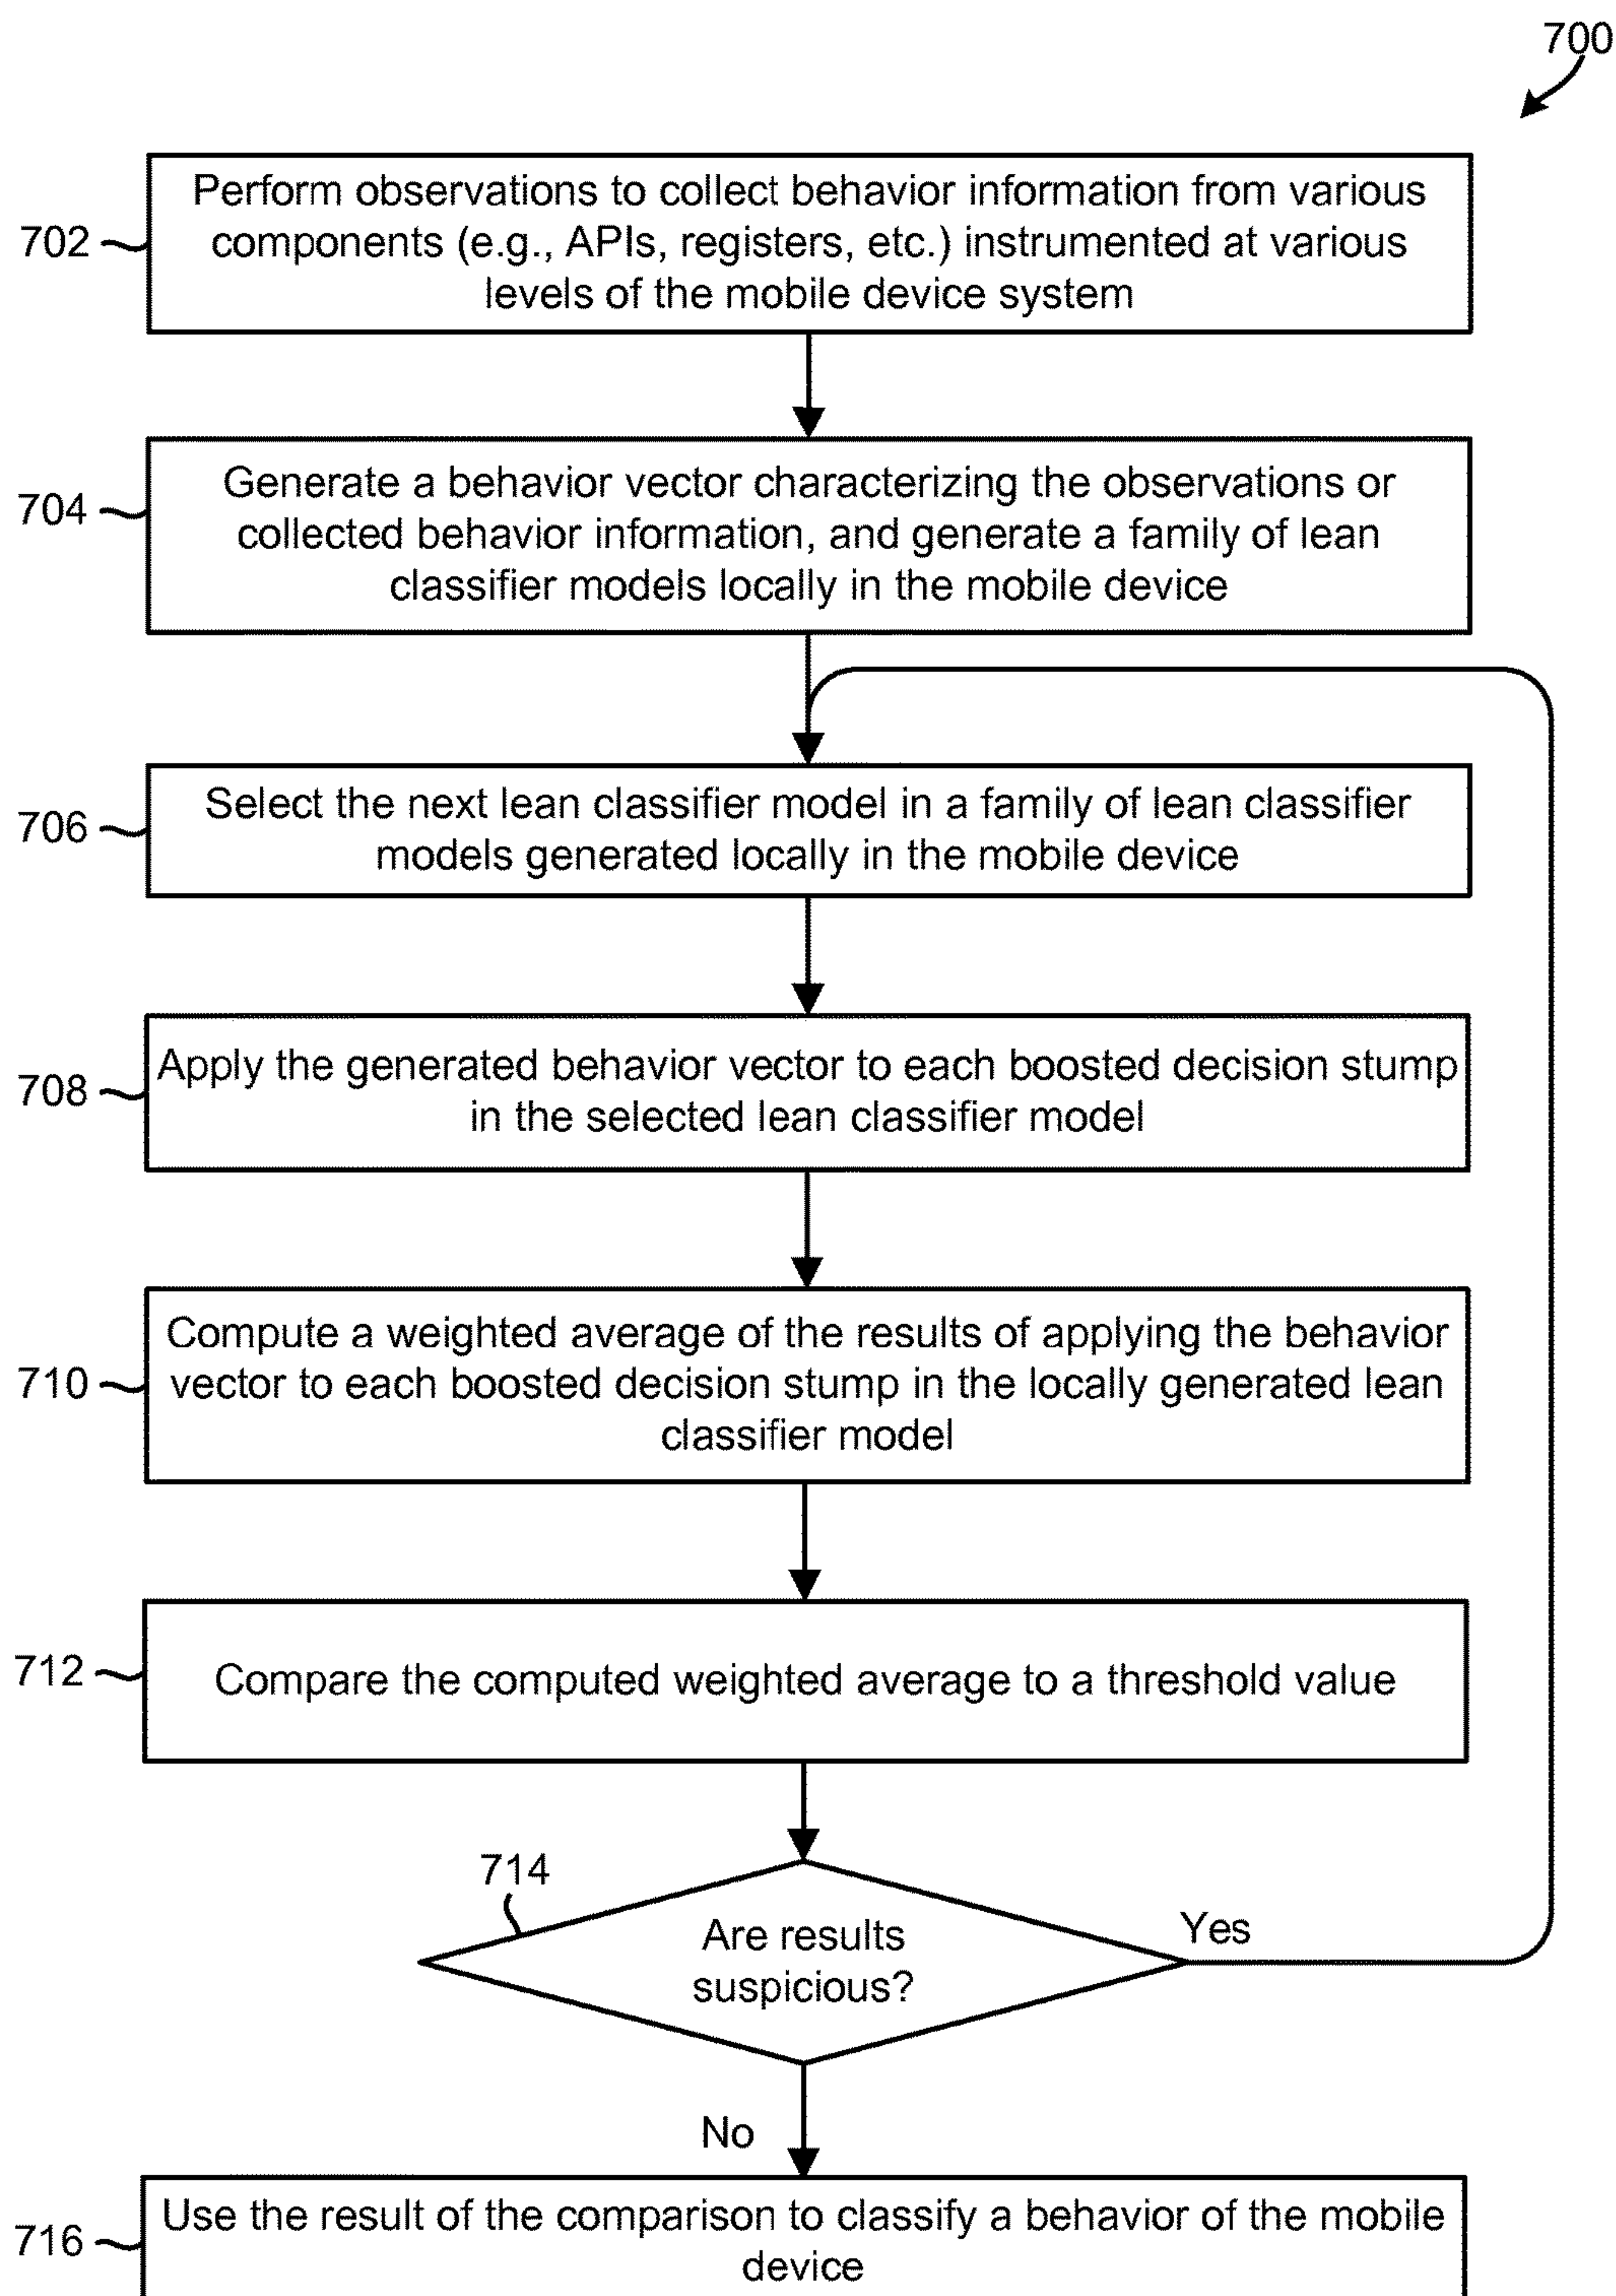 700
702
Perform observations to collect behavior information from various
components (e.g., APIs, registers, etc.) instrumented at various
levels of the mobile device system
704
Generate a behavior vector characterizing the observations or
collected behavior information, and generate a family of lean
classifier models locally in the mobile device
706
Select the next lean classifier model in a family of lean classifier
models generated locally in the mobile device
708
Apply the generated behavior vector to each boosted decision stump
in the selected lean classifier model
710
Compute a weighted average of the results of applying the behavior
vector to each boosted decision stump in the locally generated lean
classifier model
712
Compare the computed weighted average to a threshold value
714
Are results
suspicious?
Yes
No
716
Use the result of the comparison to classify a behavior of the mobile
device